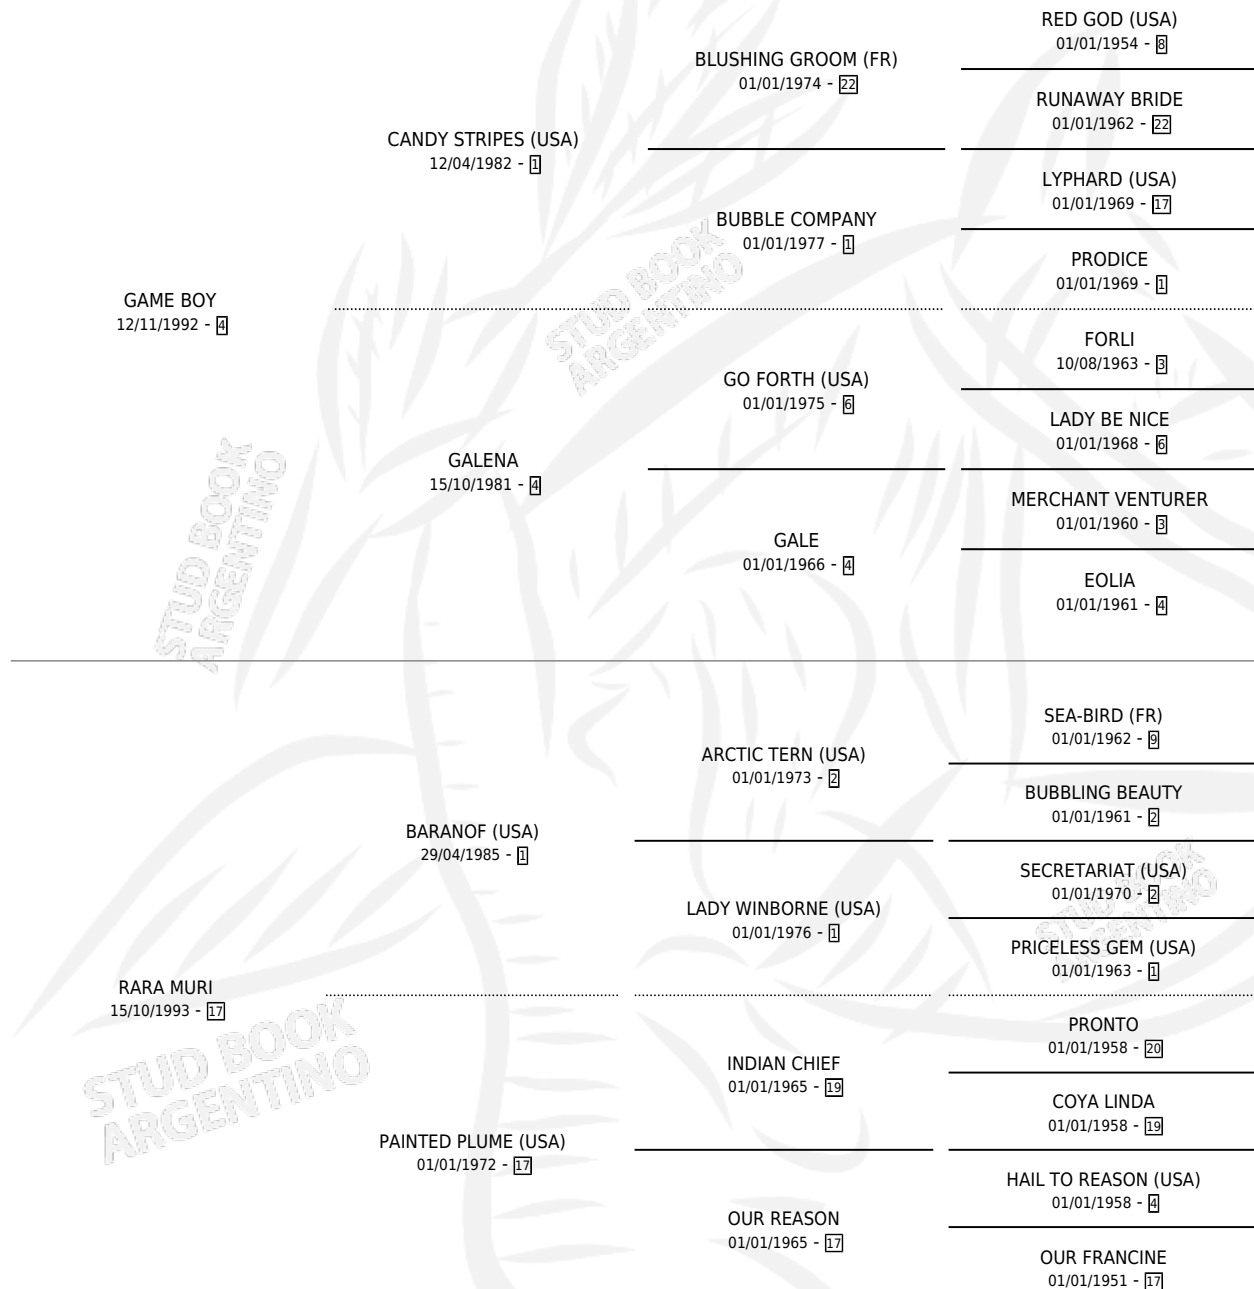 RED GOD (USA)
01/01/1954 - 8
BLUSHING GROOM (FR)
01/01/1974 - 22
RUNAWAY BRIDE
01/01/1962 - 22
CANDY STRIPES (USA)
12/04/1982 - 1
LYPHARD (USA)
01/01/1969 - 17
BUBBLE COMPANY
01/01/1977 - 1
PRODICE
01/01/1969 - 1
GAME BOY
12/11/1992 - 4
FORLI
10/08/1963 - 3
GO FORTH (USA)
01/01/1975 - 6
LADY BE NICE
01/01/1968 - 6
GALENA
15/10/1981 - 4
MERCHANT VENTURER
01/01/1960 - 3
GALE
01/01/1966 - 4
EOLIA
01/01/1961 - 4
SEA-BIRD (FR)
01/01/1962 - 9
ARCTIC TERN (USA)
01/01/1973 - 2
BUBBLING BEAUTY
01/01/1961 - 2
BARANOF (USA)
29/04/1985 - 1
SECRETARIAT (USA)
01/01/1970 - 2
LADY WINBORNE (USA)
01/01/1976 - 1
PRICELESS GEM (USA)
01/01/1963 - 1
RARA MURI
15/10/1993 - 17
PRONTO
01/01/1958 - 20
INDIAN CHIEF
01/01/1965 - 19
COYA LINDA
01/01/1958 - 19
PAINTED PLUME (USA)
01/01/1972 - 17
HAIL TO REASON (USA)
01/01/1958 - 4
OUR REASON
01/01/1965 - 17
OUR FRANCINE
01/01/1951 - 17
STUD BOOK
ARGENTINO
STUD BOOK
ARGENTINO
STUD BOOK
ARGENTINO
STUD BOOK
ARGENTINO